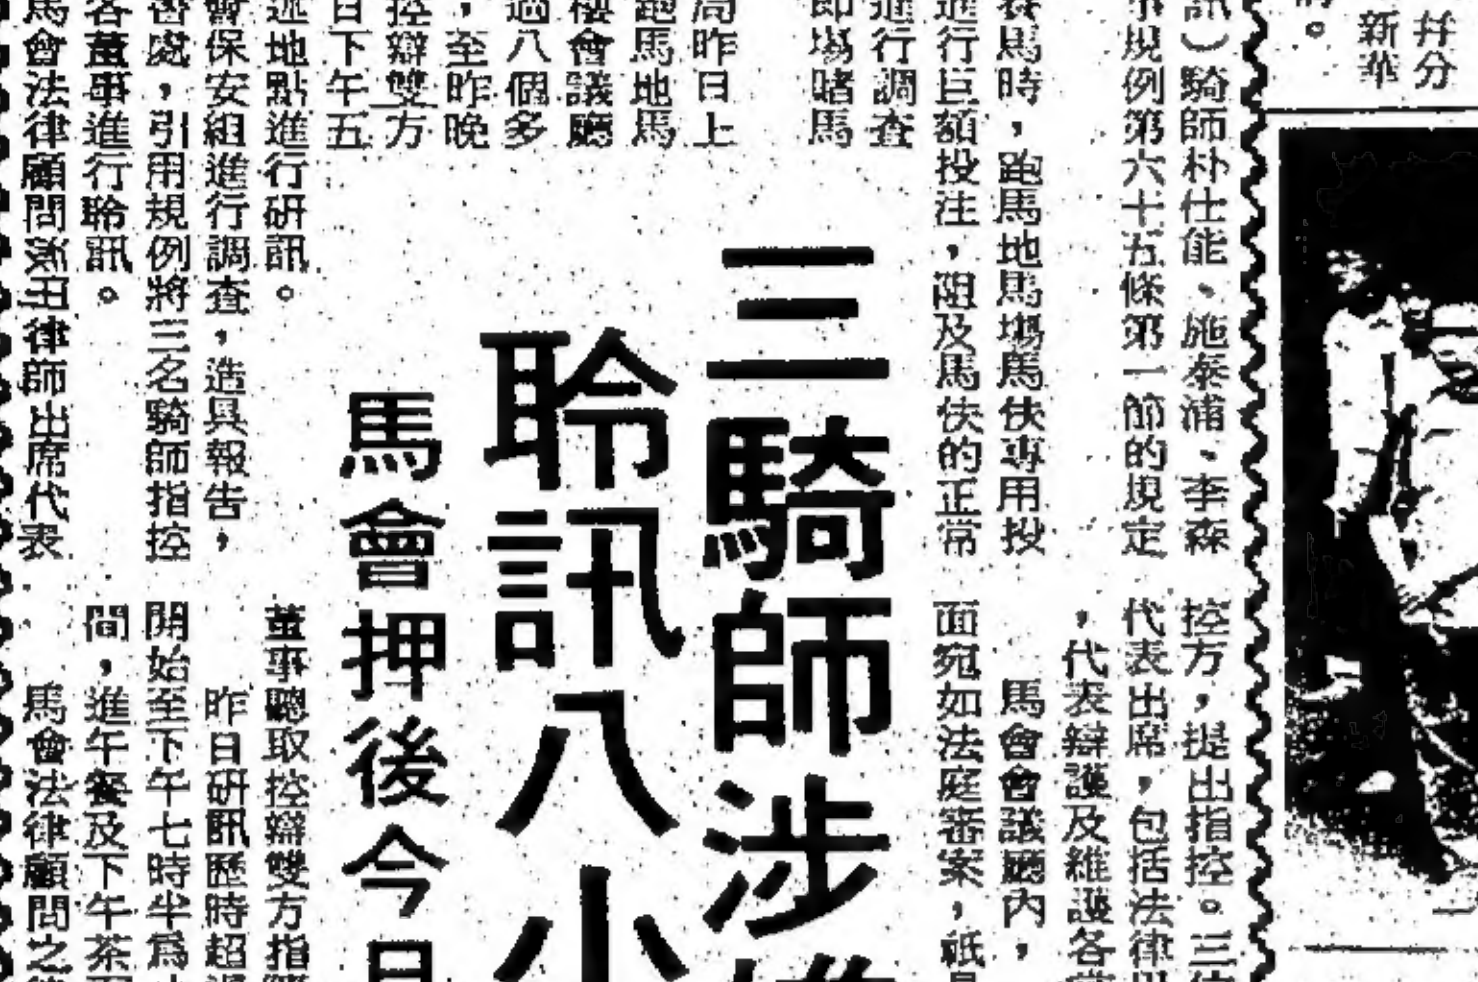 幷分
新華
訊）騎師朴仕能、施泰浦、李森
規例第六十五條第一節的規定
賽馬時，跑馬地馬場馬伕專用投
進行巨額投注，阻及馬伕的正常
進行調查
即場賭馬
三騎師涉
聆訊八小
馬會押後今日
局昨日上
跑馬地馬
樓會議廳
過八個多
，至昨晚
控辯雙方
日下午五
述地點進行研訊。
會保安組進行調查，造具報告，
書處，引用規例將三名騎師指控
各董事進行聆訊。
馬會法律顧問丑律師出席代表
控方，提出指控。三位
代表出席，包括法律
，代表辯護及維護各
馬會會議廳內，
面宛如法庭審案，祇
董事聽取控辯雙方指
昨日研訊歷時超
開始至下午七時半為
間，進午餐及下午茶
馬會法律顧問之